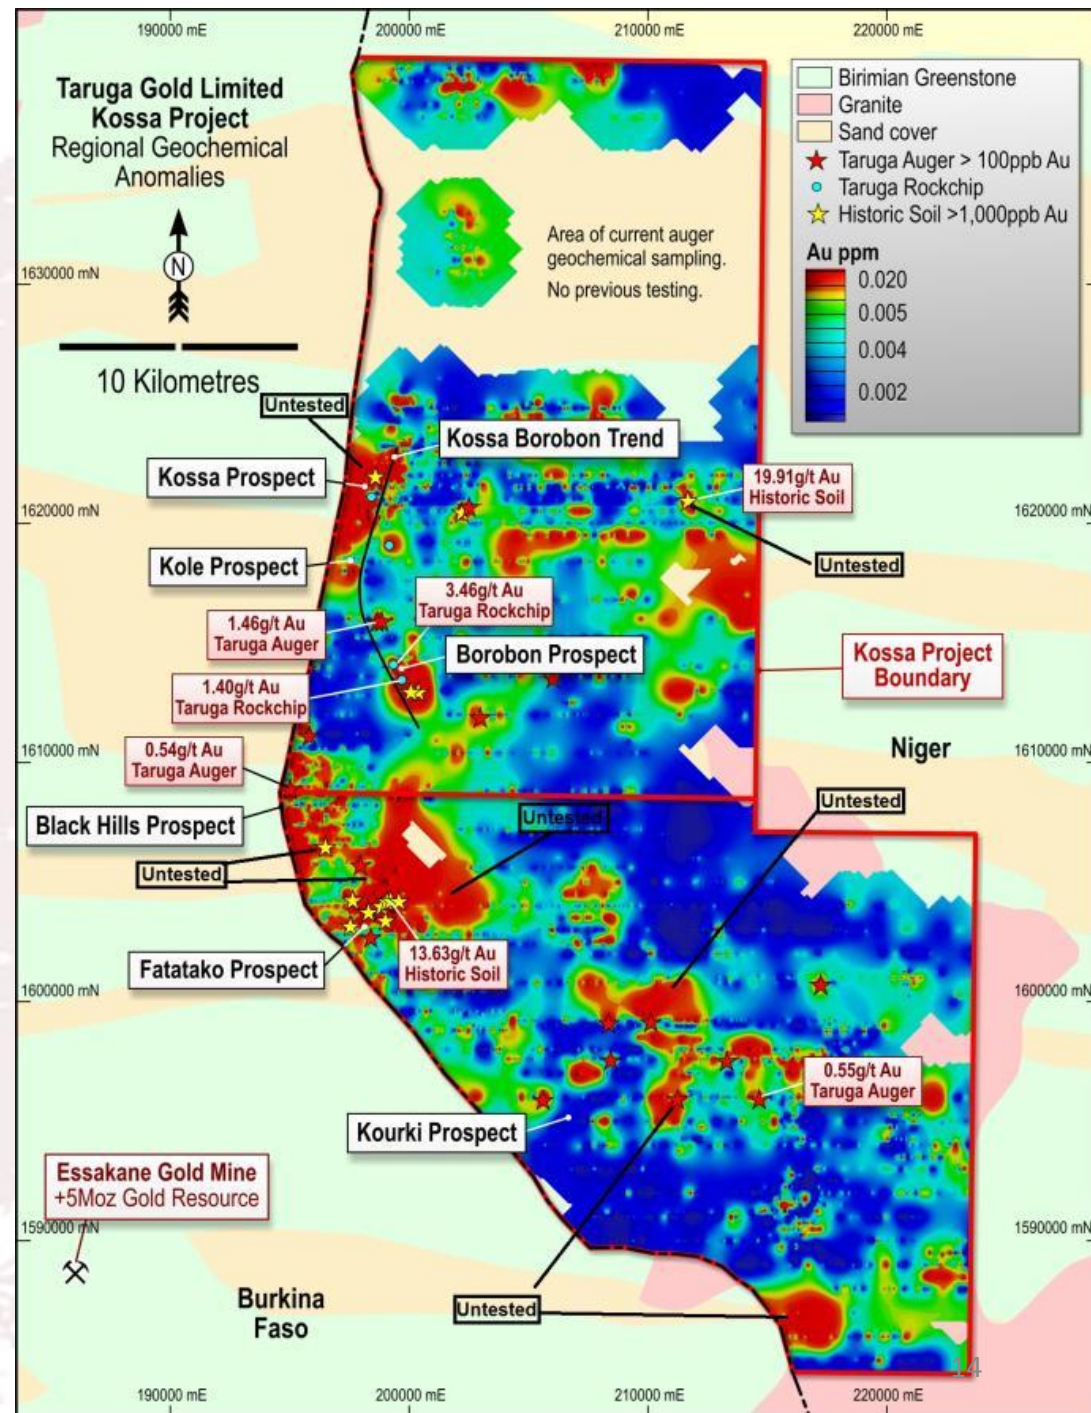 190000 mE
200000 mE
210000 mE
220000 mE
Taruga Gold Limited
Kossa Project
Regional Geochemical
Anomalies
N
10 Kilometres
Birimian Greenstone
Granite
Sand cover
Taruga Auger > 100ppb Au
Taruga Rockchip
Historic Soil >1,000ppb Au
Au ppm
0.020
0.005
0.004
0.002
Area of current auger
geochemical sampling.
No previous testing.
1630000 mN
Untested
Kossa Borobon Trend
Kossa Prospect
19.91g/t Au
Historic Soil
1620000 mN
1620000 mN
Untested
Kole Prospect
3.46g/t Au
Taruga Rockchip
1.46g/t Au
Taruga Auger
Borobon Prospect
Kossa Project
Boundary
1.40g/t Au
Taruga Rockchip
0.54g/t Au
Taruga Auger
Niger
1610000 mN
1610000 mN
Black Hills Prospect
Untested
Untested
Untested
13.63g/t Au
Historic Soil
Fatatako Prospect
1600000 mN
1600000 mN
0.55g/t Au
Taruga Auger
Kourki Prospect
Essakane Gold Mine
+5Moz Gold Resource
1590000 mN
1590000 mN
Burkina
Faso
Untested
14
190000 mE
200000 mE
210000 mE
220000 mE